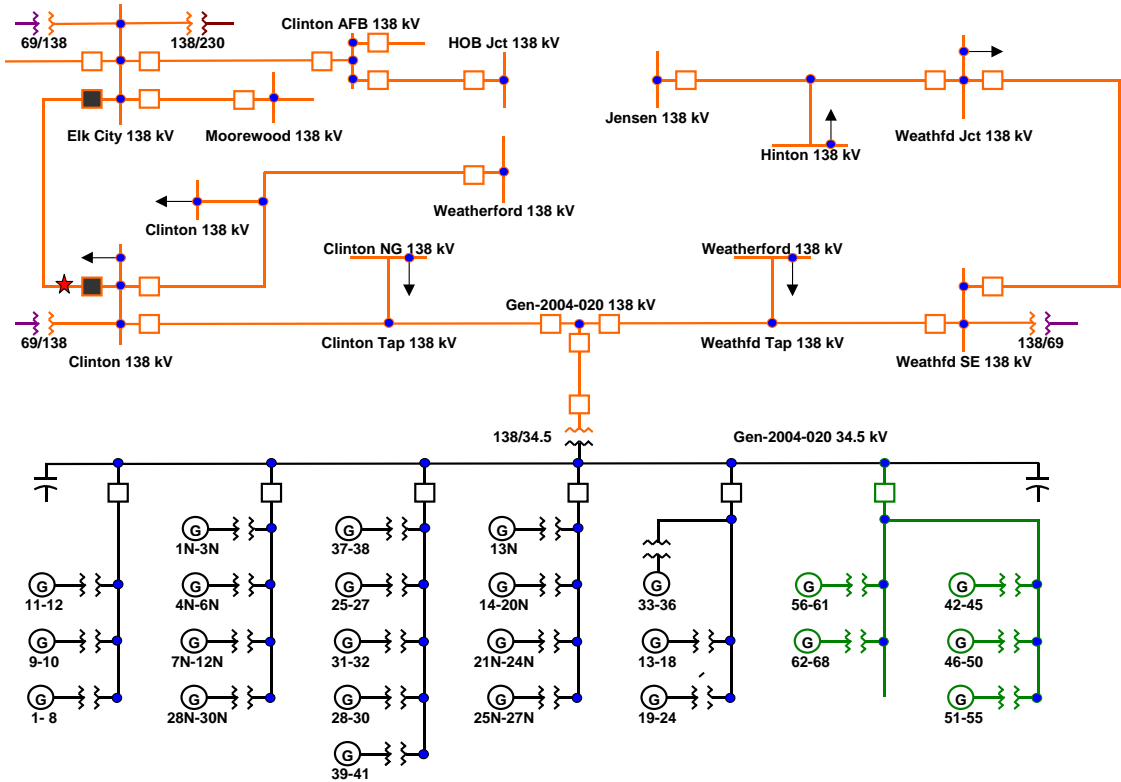 Clinton AFB 138 kV
HOB Jct 138 kV
69/138
138/230
Elk City 138 kV
Moorewood 138 kV
Jensen 138 kV
Weathfd Jct 138 kV
Hinton 138 kV
Weatherford 138 kV
Clinton 138 kV
Clinton NG 138 kV
Weatherford 138 kV
Gen-2004-020 138 kV
69/138
Clinton 138 kV
Clinton Tap 138 kV
Weathfd Tap 138 kV
Weathfd SE 138 kV
138/69
138/34.5
Gen-2004-020 34.5 kV
G
1N-3N
G
37-38
G
13N
G
11-12
G
4N-6N
G
25-27
G
14-20N
G
33-36
G
56-61
G
42-45
G
9-10
G
7N-12N
G
31-32
G
21N-24N
G
13-18
G
62-68
G
46-50
G
1- 8
G
28N-30N
G
28-30
G
25N-27N
G
19-24
G
51-55
G
39-41